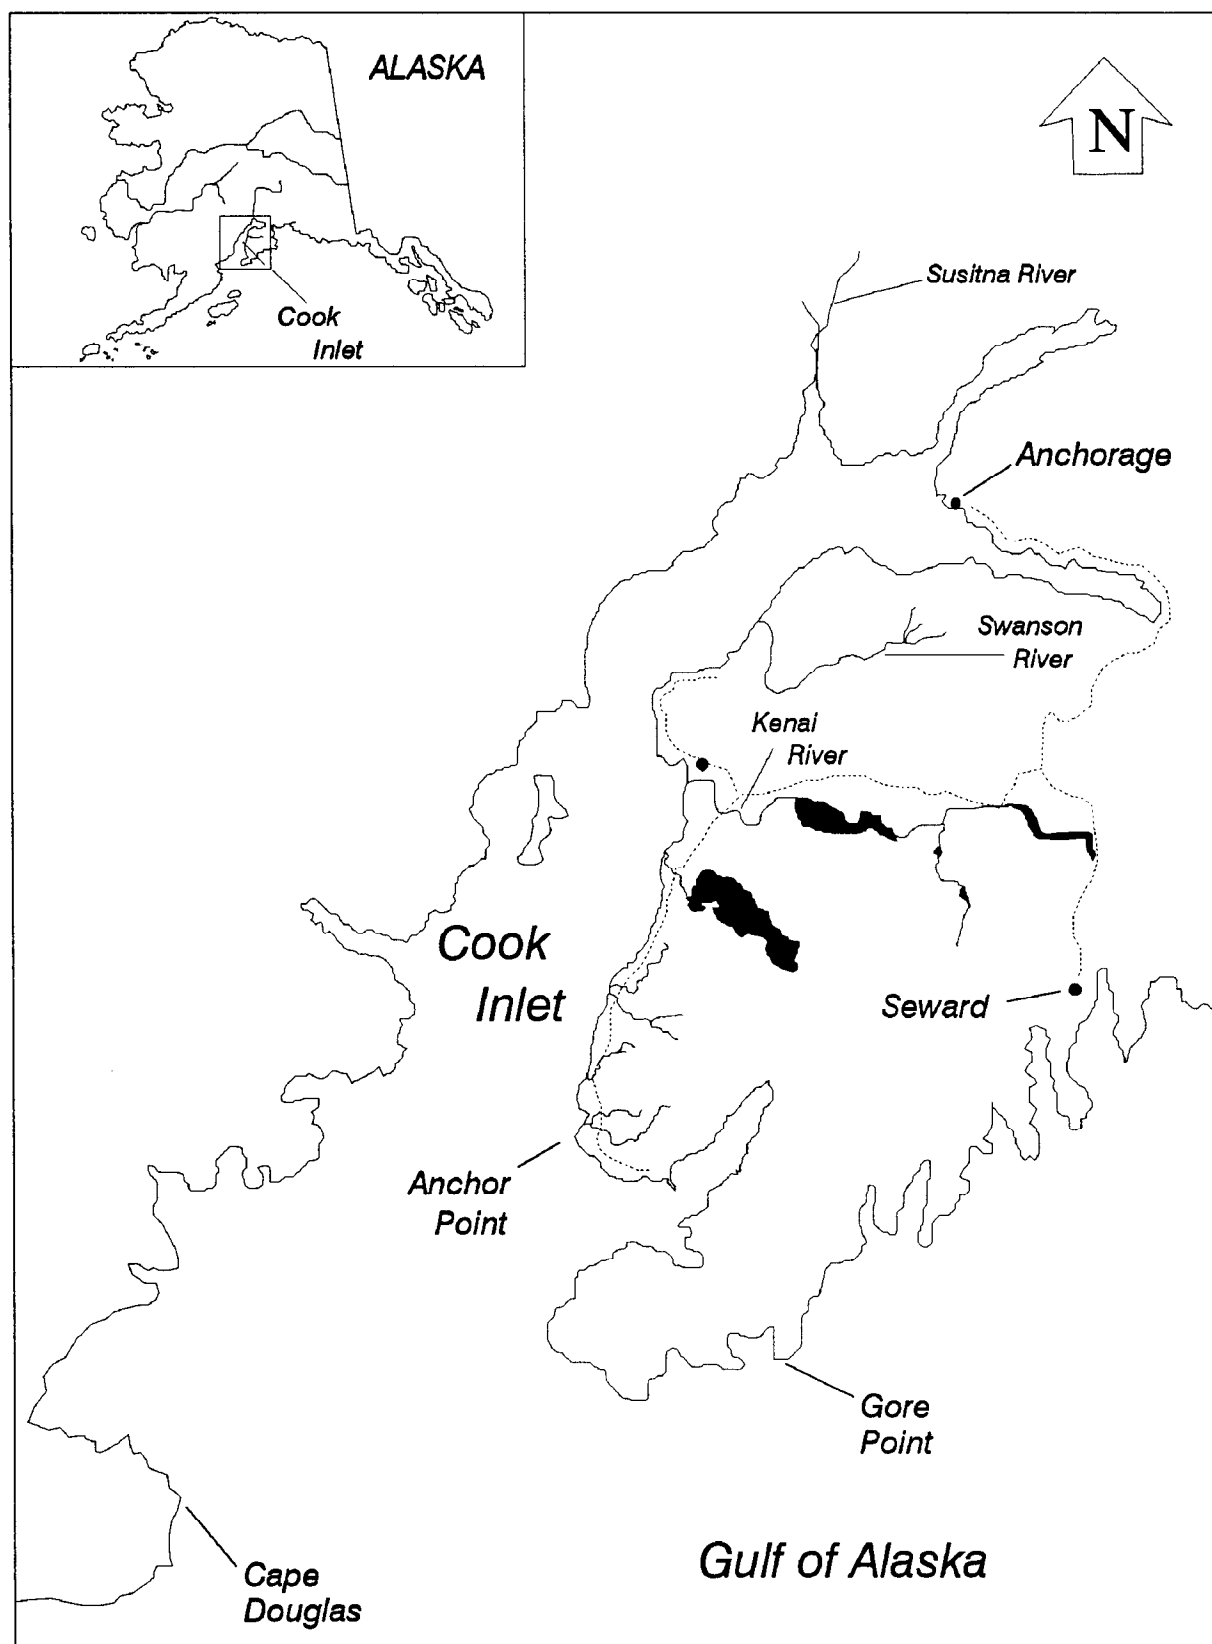 ALASKA
Cook
Inlet
N
Susitna River
Anchorage
Swanson
River
Kenai
River
Cook
Inlet
Seward
Anchor
Point
Gore
Point
Cape
Douglas
Gulf of Alaska